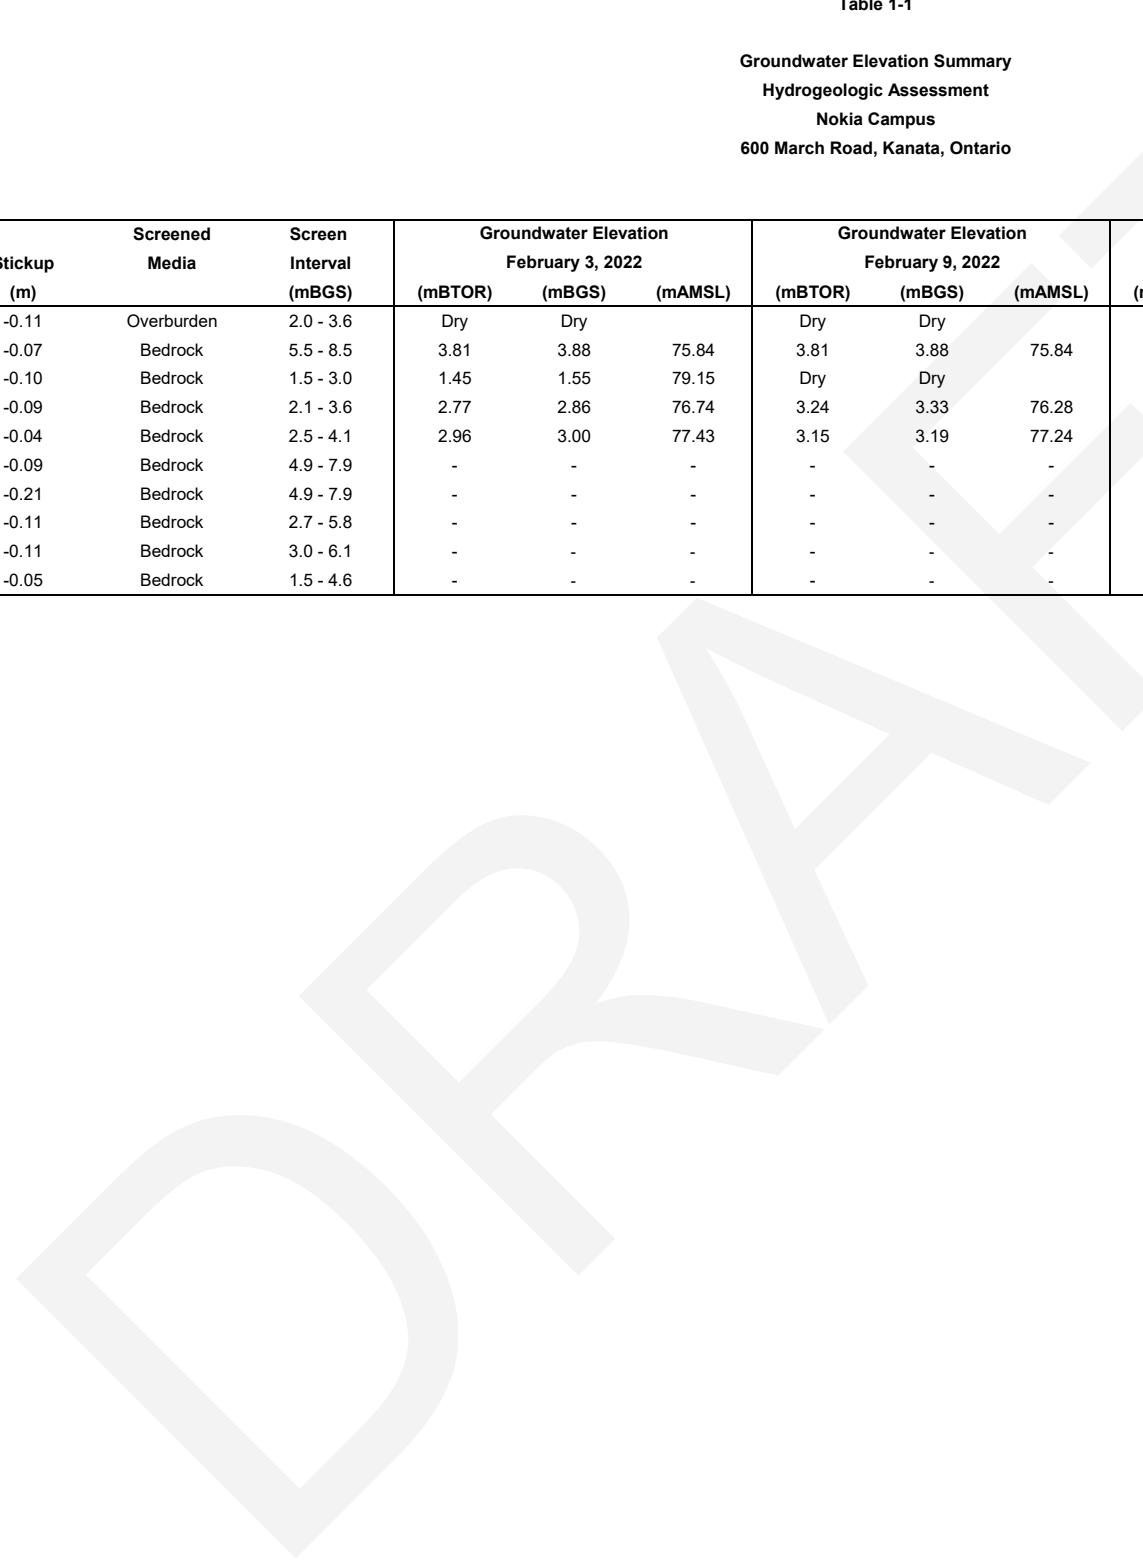 Table 1-1
Groundwater Elevation Summary
Hydrogeologic Assessment
Nokia Campus
600 March Road, Kanata, Ontario
Screened Screen Groundwater Elevation Groundwater Elevation
Stickup Media Interval February 3, 2022 February 9, 2022
(m) (mBGS) (mBTOR) (mBGS) (mAMSL) (mBTOR) (mBGS) (mAMSL)
-0.11 Overburden 2.0 - 3.6 Dry Dry Dry Dry
-0.07 Bedrock 5.5 - 8.5 3.81 3.88 75.84 3.81 3.88 75.84
-0.10 Bedrock 1.5 - 3.0 1.45 1.55 79.15 Dry Dry
-0.09 Bedrock 2.1 - 3.6 2.77 2.86 76.74 3.24 3.33 76.28
-0.04 Bedrock 2.5 - 4.1 2.96 3.00 77.43 3.15 3.19 77.24
-0.09 Bedrock 4.9 - 7.9 - - - - - -
-0.21 Bedrock 4.9 - 7.9 - - - - - -
-0.11 Bedrock 2.7 - 5.8 - - - - - -
-0.11 Bedrock 3.0 - 6.1 - - - - - -
-0.05 Bedrock 1.5 - 4.6 - - - - - -
DRAF